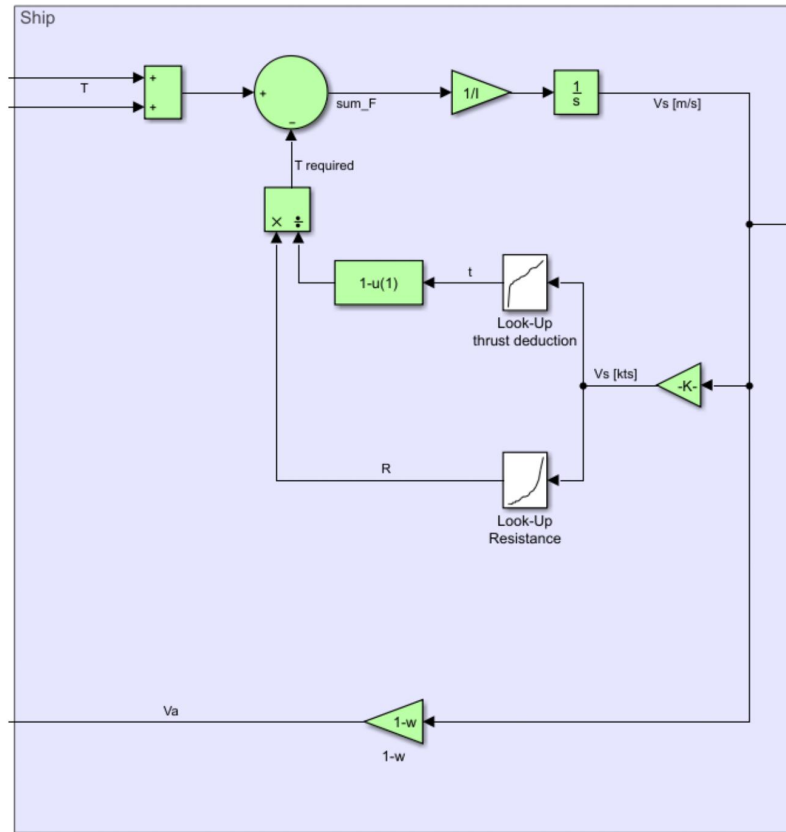 Ship
T
+
+
+
−
sum_F
1/I
1
s
Vs [m/s]
T required
× ÷
1-u(1)
t
Look-Up
thrust deduction
Vs [kts]
-K-
R
Look-Up
Resistance
Va
1-w
1-w